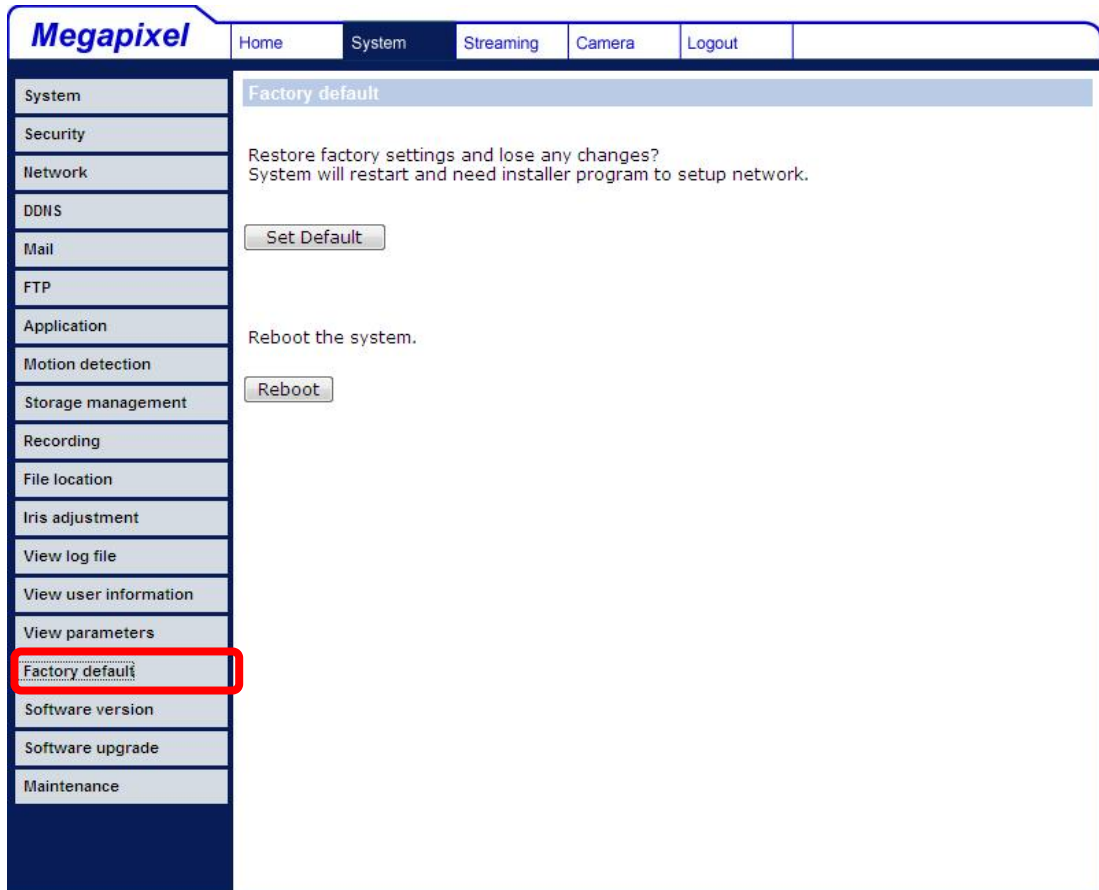 Megapixel
Home System Streaming Camera Logout
System
Security
Network
DDNS
Mail
FTP
Application
Motion detection
Storage management
Recording
File location
Iris adjustment
View log file
View user information
View parameters
Factory default
Software version
Software upgrade
Maintenance
Factory default
Restore factory settings and lose any changes?
System will restart and need installer program to setup network.
Set Default
Reboot the system.
Reboot